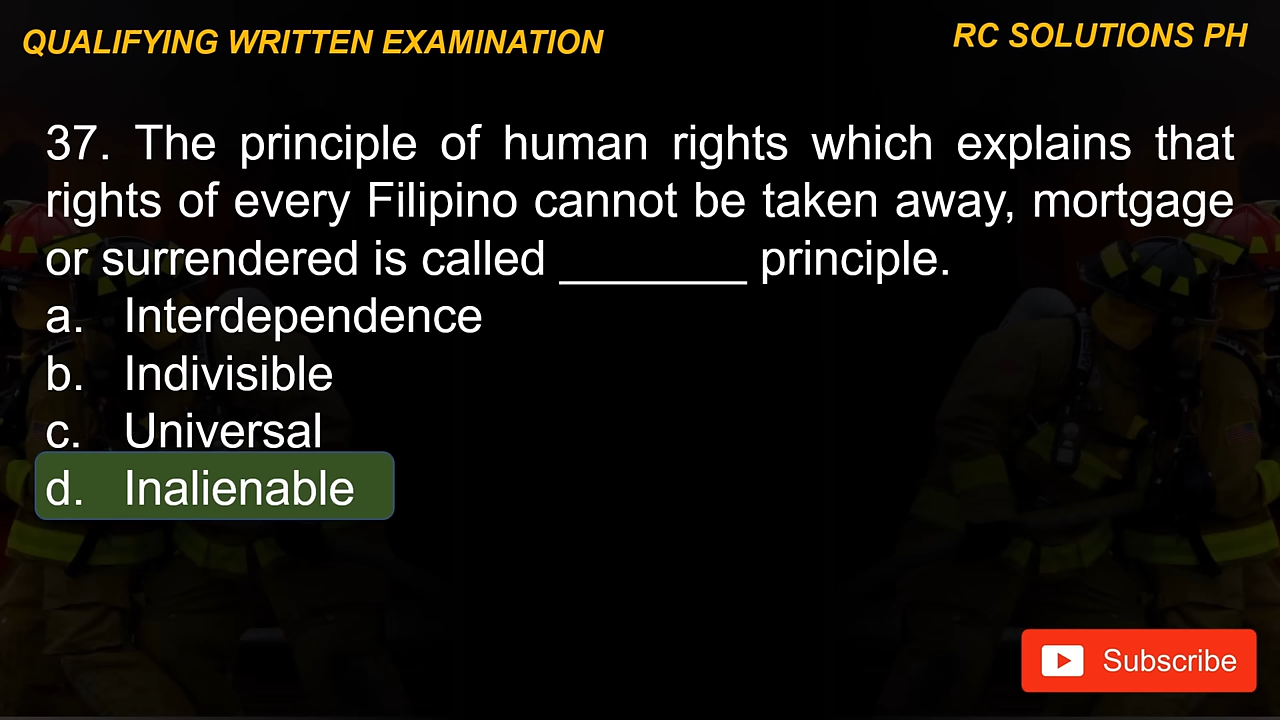 QUALIFYING WRITTEN EXAMINATION
RC SOLUTIONS PH
37. The principle of human rights which explains that
rights of every Filipino cannot be taken away, mortgage
or surrendered is called ________ principle.
a. Interdependence
b. Indivisible
c. Universal
d. Inalienable
Subscribe